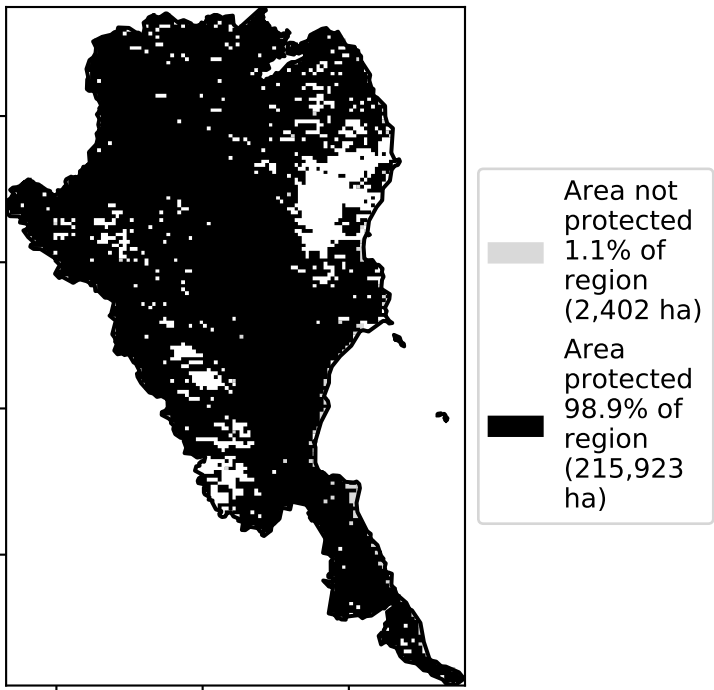 Area not
protected
1.1% of
region
(2,402 ha)
Area
protected
98.9% of
region
(215,923
ha)